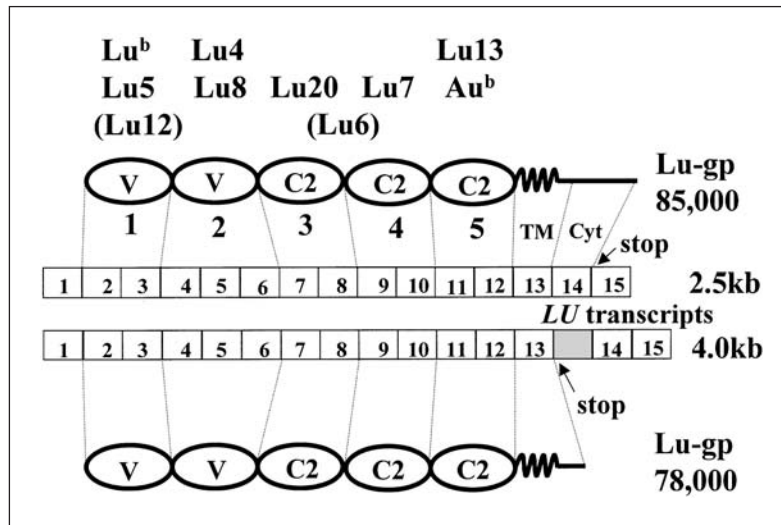 Luᵇ Lu4 Lu13
Lu5 Lu8 Lu20 Lu7 Auᵇ
(Lu12) (Lu6)
V V C2 C2 C2 Lu-gp
1 2 3 4 5 TM Cyt 85,000
stop
1 2 3 4 5 6 7 8 9 10 11 12 13 14 15 2.5kb
LU transcripts
1 2 3 4 5 6 7 8 9 10 11 12 13 14 15 4.0kb
stop
V V C2 C2 C2 Lu-gp
78,000